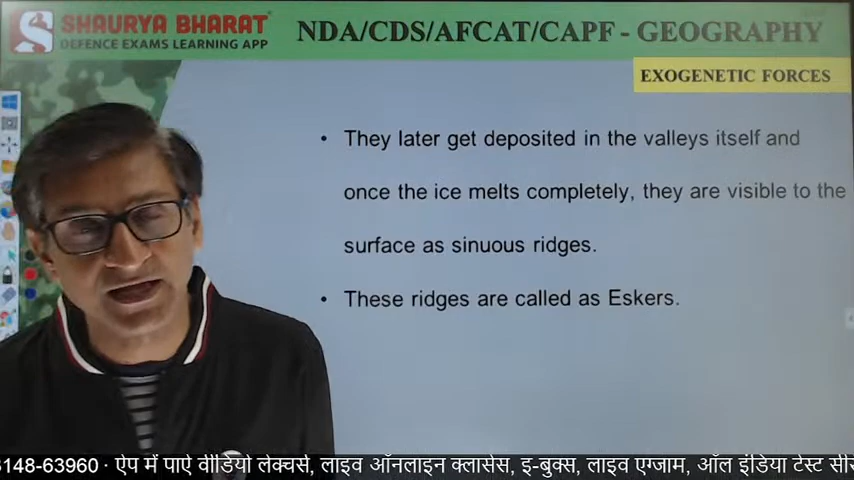 SHAURYA BHARAT
DEFENCE EXAMS LEARNING APP
NDA/CDS/AFCAT/CAPF - GEOGRAPHY
EXOGENETIC FORCES
• They later get deposited in the valleys itself and
once the ice melts completely, they are visible to the
surface as sinuous ridges.
• These ridges are called as Eskers.
3148-63960 · ऐप में पाऐ वीडियो लेक्चर्स, लाइव ऑनलाइन क्लासेस, इ-बुक्स, लाइव एग्जाम, ऑल इंडिया टेस्ट सीरी